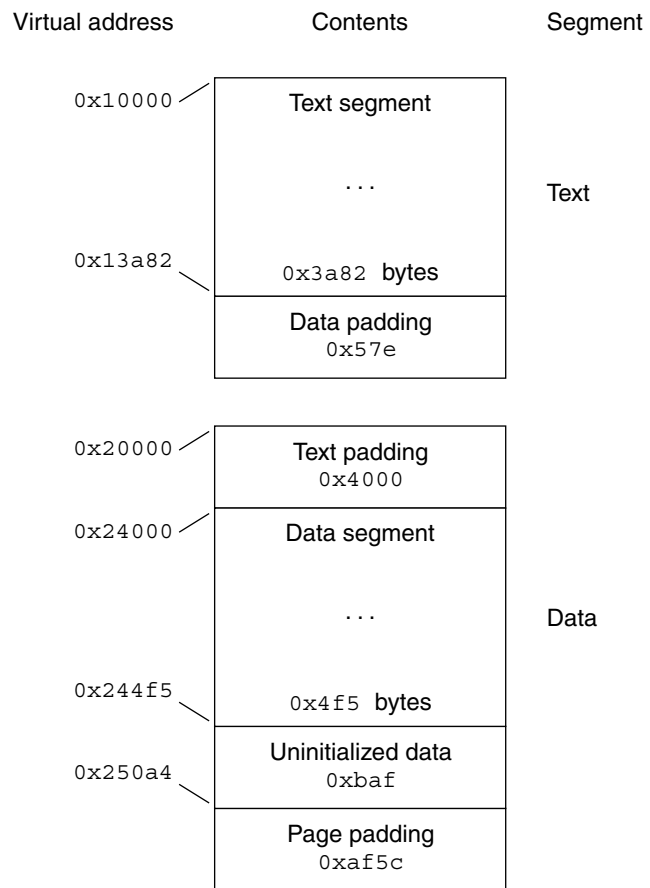 Virtual address Contents Segment
0x10000
Text segment
. . .
Text
0x13a82
0x3a82 bytes
Data padding
0x57e
0x20000
Text padding
0x4000
0x24000
Data segment
. . .
Data
0x244f5
0x4f5 bytes
Uninitialized data
0xbaf
0x250a4
Page padding
0xaf5c